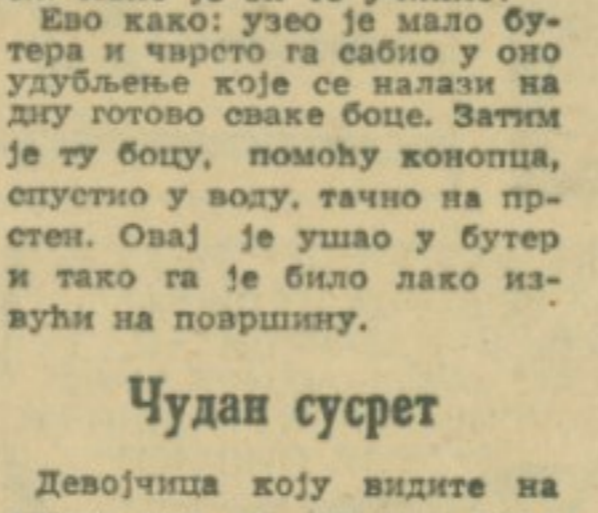 Ево како: узео је мало бу-
тера и чврсто га сабио у оно
удубљење које се налази на
дну готово сваке боце. Затим
је ту боцу, помоћу конопца,
спустио у воду, тачно на пр-
стен. Овај је ушао у бутер
и тако га је било лако из-
вући на површину.
Чудан сусрет
Девојчица коју видите на